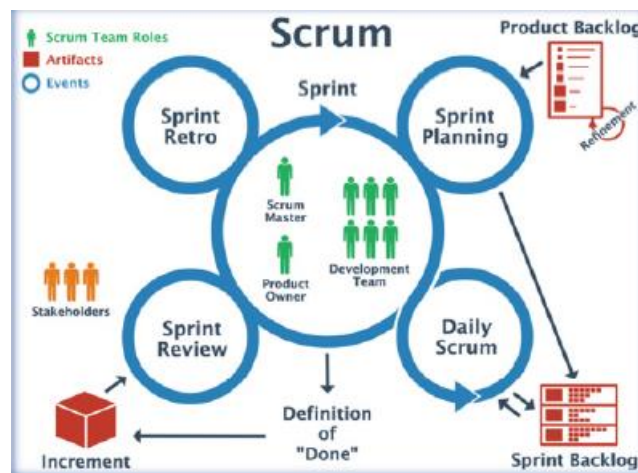 Scrum
Scrum Team Roles
Artifacts
Events
Product Backlog
Refinement
Sprint
Sprint
Retro
Sprint
Planning
Scrum
Master
Product
Owner
Development
Team
Stakeholders
Sprint
Review
Daily
Scrum
Definition
of
"Done"
Increment
Sprint Backlog